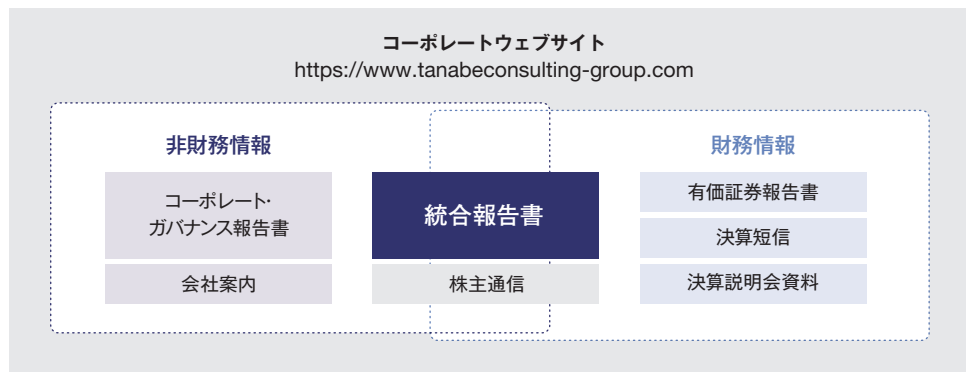 コーポレートウェブサイト
https://www.tanabeconsulting-group.com
非財務情報
コーポレート・
ガバナンス報告書
会社案内
統合報告書
株主通信
財務情報
有価証券報告書
決算短信
決算説明会資料